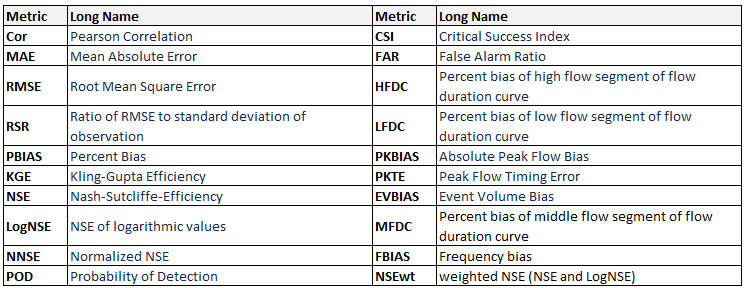 Metric Long Name Metric Long Name
Cor Pearson Correlation CSI Critical Success Index
MAE Mean Absolute Error FAR False Alarm Ratio
RMSE Root Mean Square Error HFDC Percent bias of high flow segment of flow
duration curve
RSR Ratio of RMSE to standard deviation of
observation LFDC Percent bias of low flow segment of flow
duration curve
PBIAS Percent Bias PKBIAS Absolute Peak Flow Bias
KGE Kling-Gupta Efficiency PKTE Peak Flow Timing Error
NSE Nash-Sutcliffe-Efficiency EVBIAS Event Volume Bias
LogNSE NSE of logarithmic values MFDC Percent bias of middle flow segment of flow
duration curve
NNSE Normalized NSE FBIAS Frequency bias
POD Probability of Detection NSEwt weighted NSE (NSE and LogNSE)